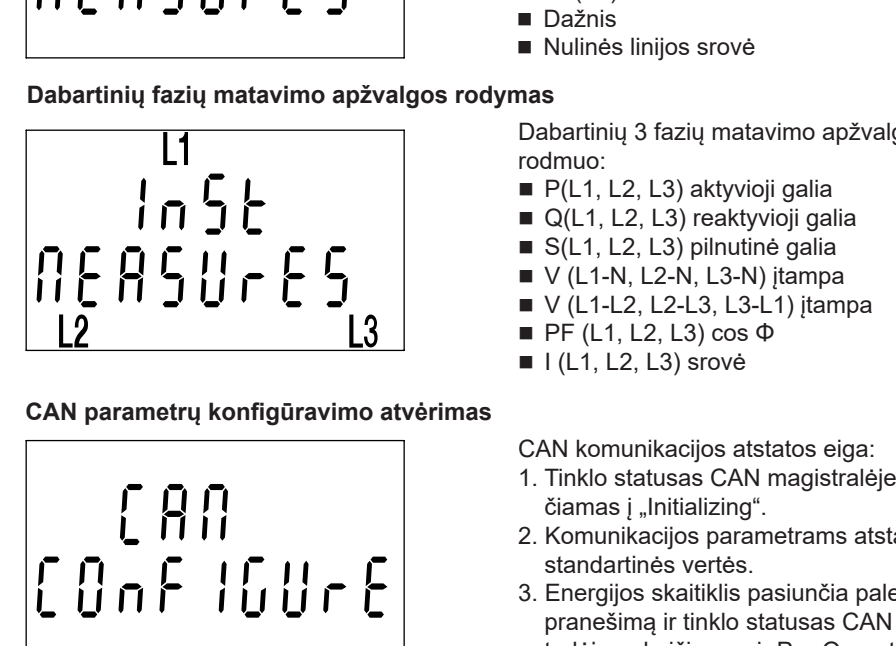 MEASUrES
Dažnis
Nulinės linijos srovė
Dabartinių fazių matavimo apžvalgos rodymas
L1
InSt
MEASUrES
L2 L3
Dabartinių 3 fazių matavimo
rodmuo:
P(L1, L2, L3) aktyvioji galia
Q(L1, L2, L3) reaktyvioji galia
S(L1, L2, L3) pilnutinė galia
V (L1-N, L2-N, L3-N) įtampa
V (L1-L2, L2-L3, L3-L1) įtampa
PF (L1, L2, L3) cos Φ
I (L1, L2, L3) srovė
CAN parametrų konfigūravimo atvėrimas
CAN
COnFIGUrE
CAN komunikacijos atstatos eiga:
1. Tinklo statusas CAN magistralėje
čiamas į „Initializing“.
2. Komunikacijos parametrams
standartinės vertės.
3. Energijos skaitiklis pasiunčia
pranešimą ir tinklo statusas CAN